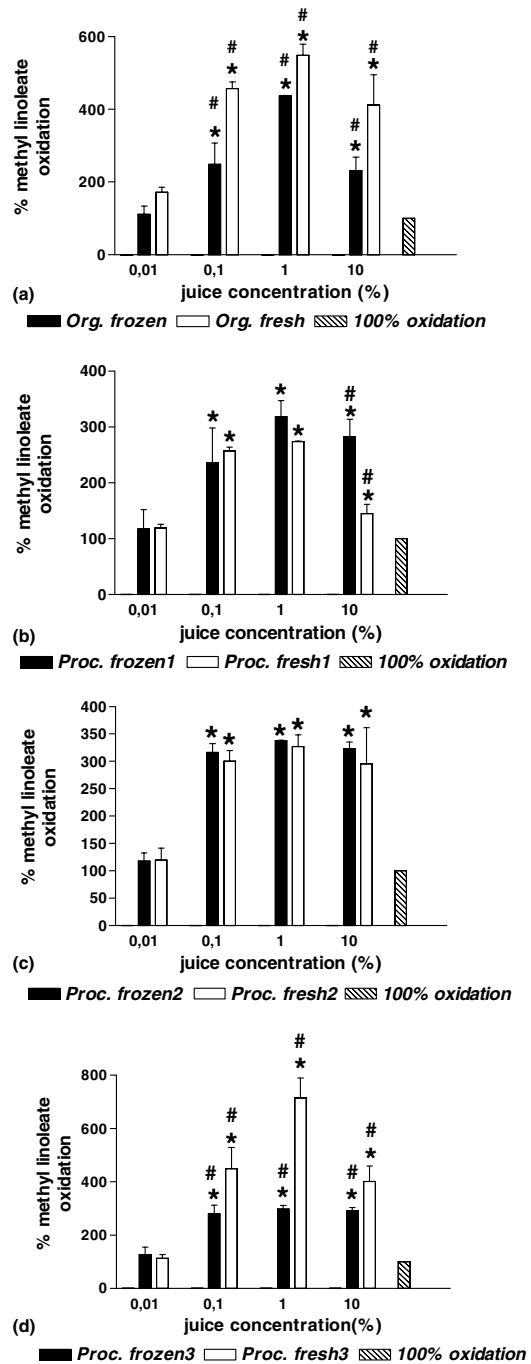 600
# # # *
# * * #
400
* *
200
0
0,01 0,1 1 10
% methyl linoleate
oxidation
juice concentration (%)
(a)
Org. frozen Org. fresh 100% oxidation
400
* #
* * * *
300
#
200
*
100
0
0,01 0,1 1 10
% methyl linoleate
oxidation
juice concentration (%)
(b)
Proc. frozen1 Proc. fresh1 100% oxidation
400
* * * * * *
350
300
250
200
150
100
50
0
0,01 0,1 1 10
% methyl linoleate
oxidation
juice concentration (%)
(c)
Proc. frozen2 Proc. fresh2 100% oxidation
800
# *
600
# * # *
400
# * # * # *
200
0
0,01 0,1 1 10
% methyl linoleate
oxidation
juice concentration(%)
(d)
Proc. frozen3 Proc. fresh3 100% oxidation